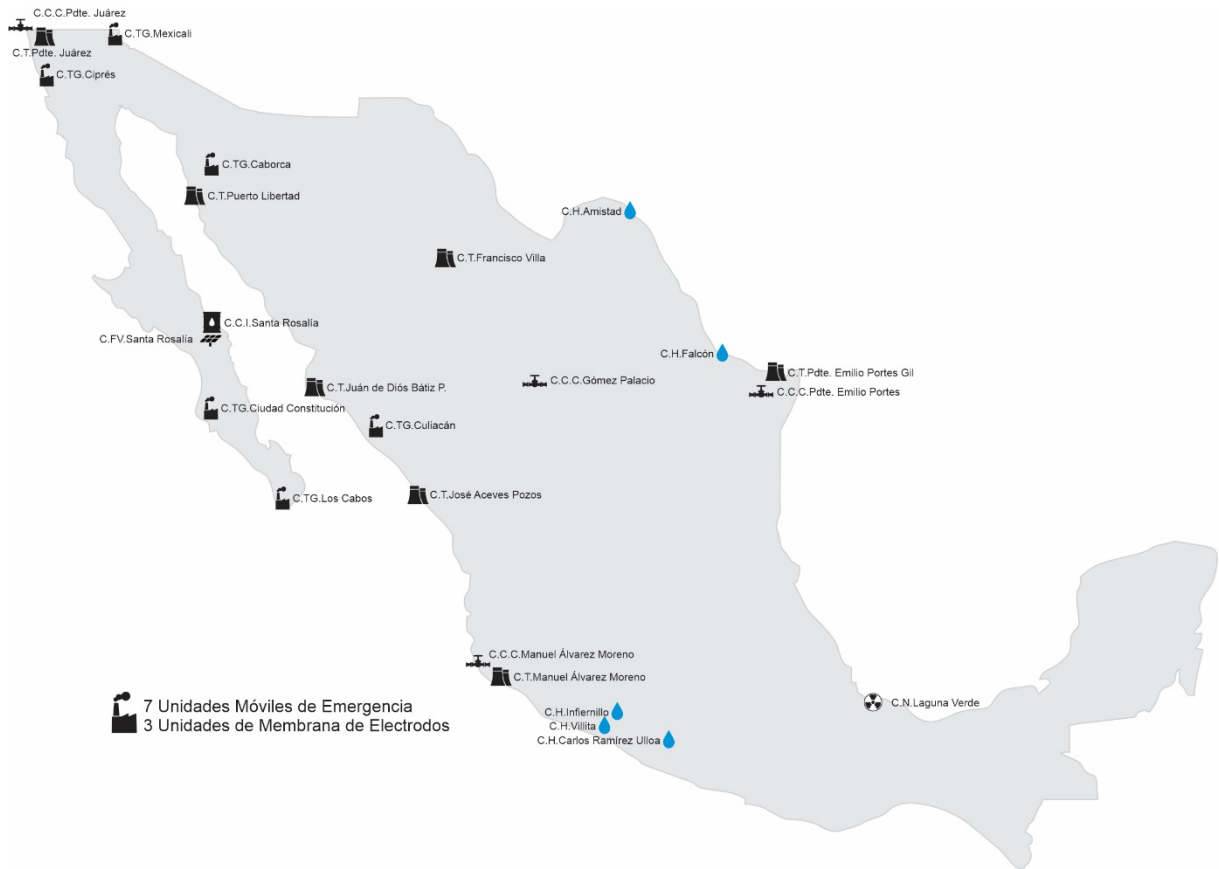 C.C.C.Pdte. Juárez
C.TG.Mexicali
C.T.Pdte. Juárez
C.TG.Ciprés
C.TG.Caborca
C.T.Puerto Libertad
C.H.Amistad
C.T.Francisco Villa
C.C.I.Santa Rosalía
C.FV.Santa Rosalía
C.H.Falcón
C.T.Pdte. Emilio Portes Gil
C.C.C.Gómez Palacio
C.T.Juán de Diós Bátiz P.
C.C.C.Pdte. Emilio Portes
C.TG.Ciudad Constitución
C.TG.Culiacán
C.TG.Los Cabos
C.T.José Aceves Pozos
C.C.C.Manuel Álvarez Moreno
C.T.Manuel Álvarez Moreno
7 Unidades Móviles de Emergencia
3 Unidades de Membrana de Electrodos
C.H.Infiernillo
C.H.Villita
C.H.Carlos Ramírez Ulloa
C.N.Laguna Verde